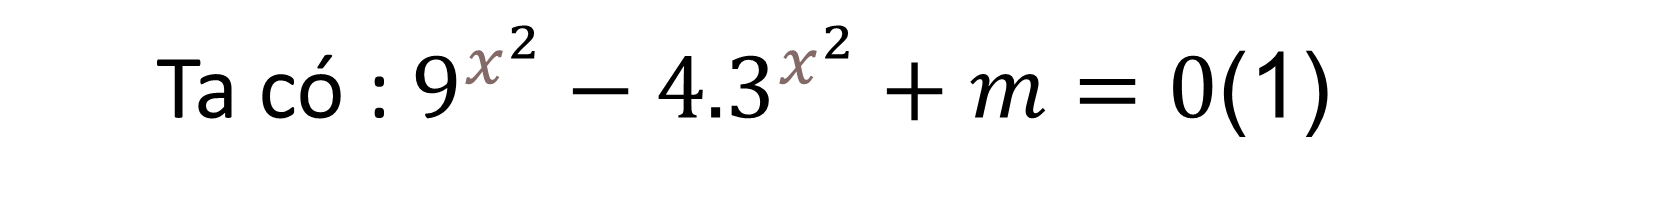 Ta có : $9^{x^2} - 4.3^{x^2} + m = 0$(1)